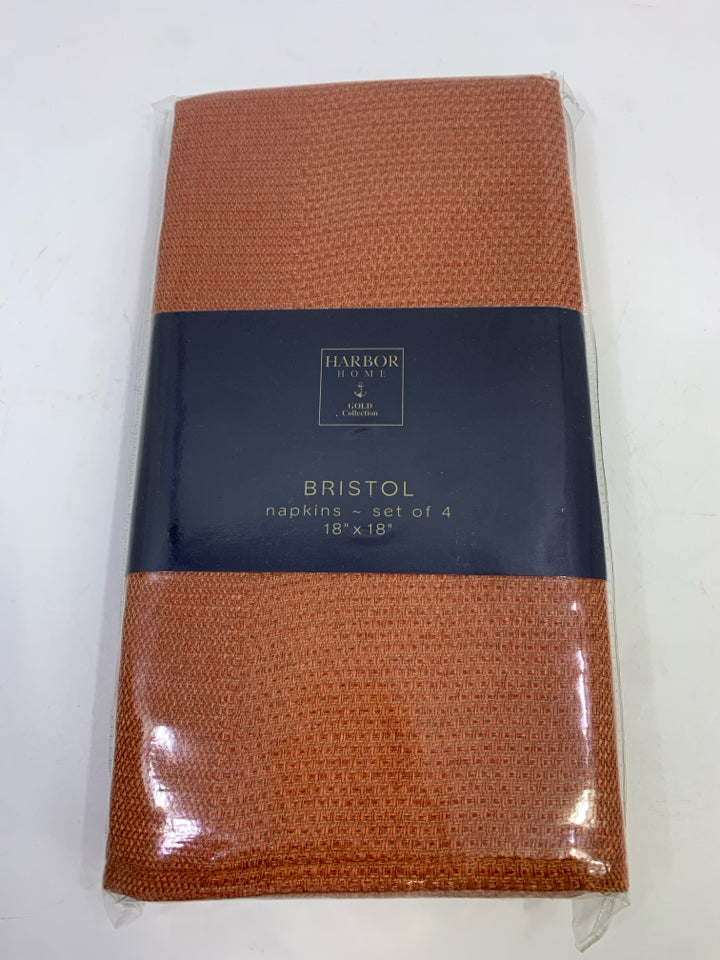 HARBOR
HOME
GOLD
Collection
BRISTOL
napkins ~ set of 4
18" x 18"